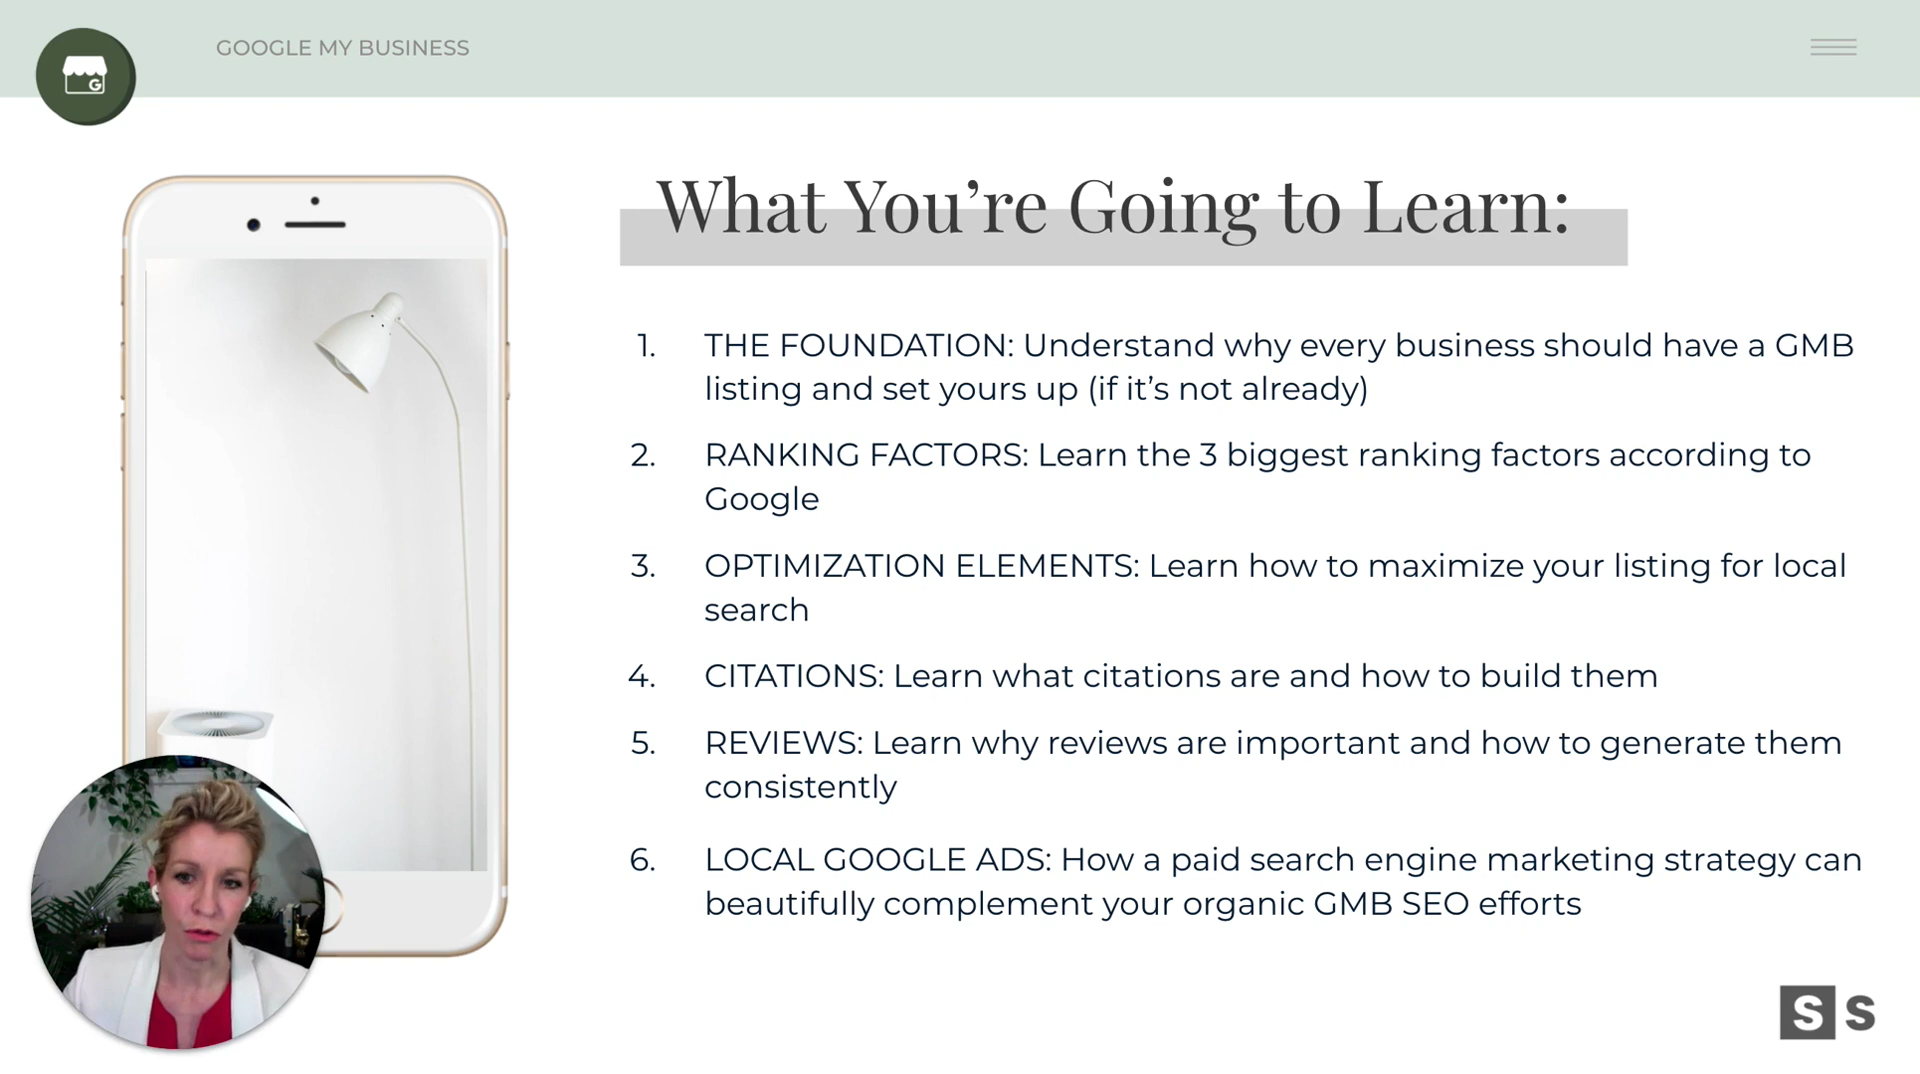 GOOGLE MY BUSINESS
G
What You’re Going to Learn:
1. THE FOUNDATION: Understand why every business should have a GMB
listing and set yours up (if it’s not already)
2. RANKING FACTORS: Learn the 3 biggest ranking factors according to
Google
3. OPTIMIZATION ELEMENTS: Learn how to maximize your listing for local
search
4. CITATIONS: Learn what citations are and how to build them
5. REVIEWS: Learn why reviews are important and how to generate them
consistently
6. LOCAL GOOGLE ADS: How a paid search engine marketing strategy can
beautifully complement your organic GMB SEO efforts
S S